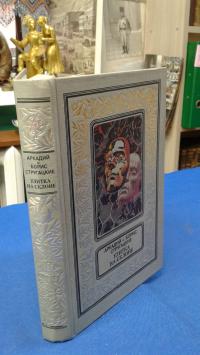 АРКАДИЙ
И
БОРИС
СТРУГАЦКИЕ
УЛИТКА
НА СКЛОНЕ
АРКАДИЙ и БОРИС
СТРУГАЦКИЕ
УЛИТКА
НА СКЛОНЕ